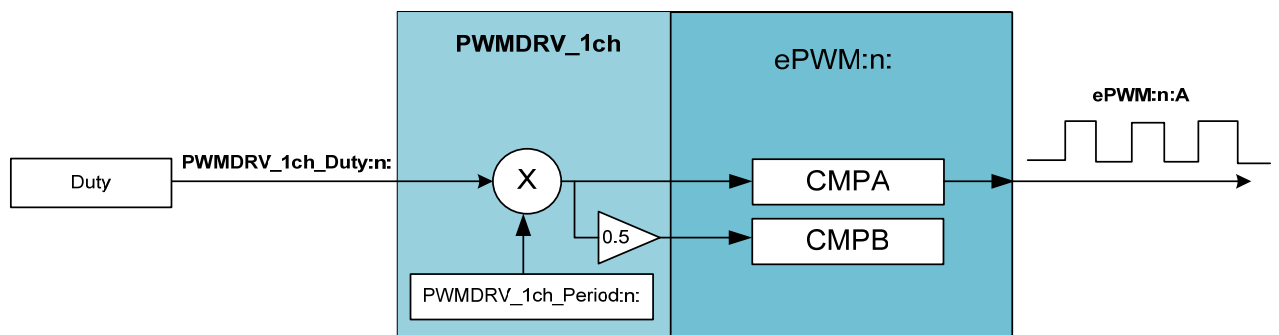 PWMDRV_1ch
ePWM:n:
ePWM:n:A
PWMDRV_1ch_Duty:n:
Duty
X
CMPA
0.5
CMPB
PWMDRV_1ch_Period:n: